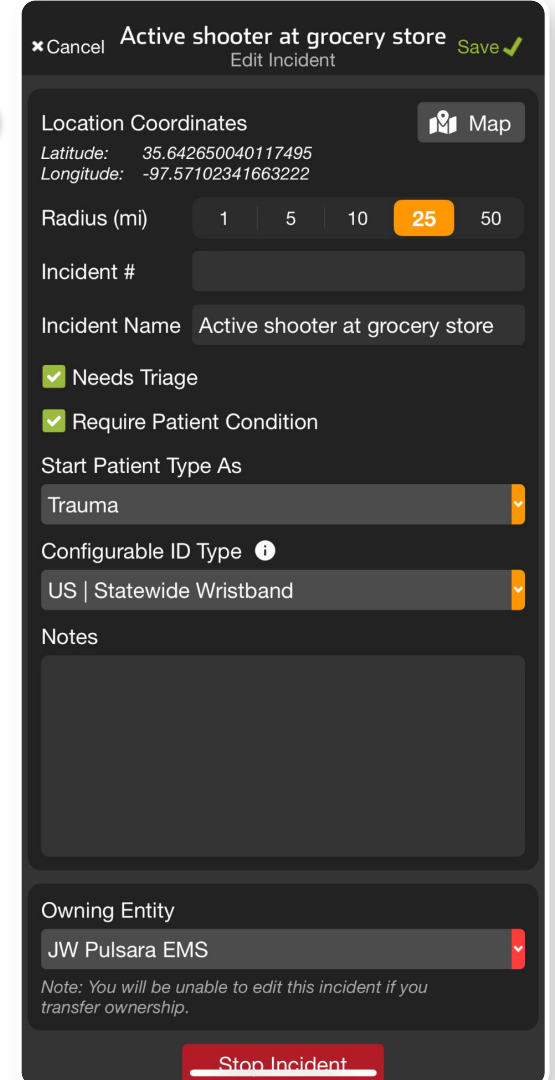 Cancel
Active shooter at grocery store
Save
Edit Incident
Location Coordinates
Map
Latitude: 35.642650040117495
Longitude: -97.57102341663222
Radius (mi) 1 5 10 25 50
Incident #
Incident Name Active shooter at grocery store
Needs Triage
Require Patient Condition
Start Patient Type As
Trauma
Configurable ID Type
US | Statewide Wristband
Notes
Owning Entity
JW Pulsara EMS
Note: You will be unable to edit this incident if you
transfer ownership.
Stop Incident